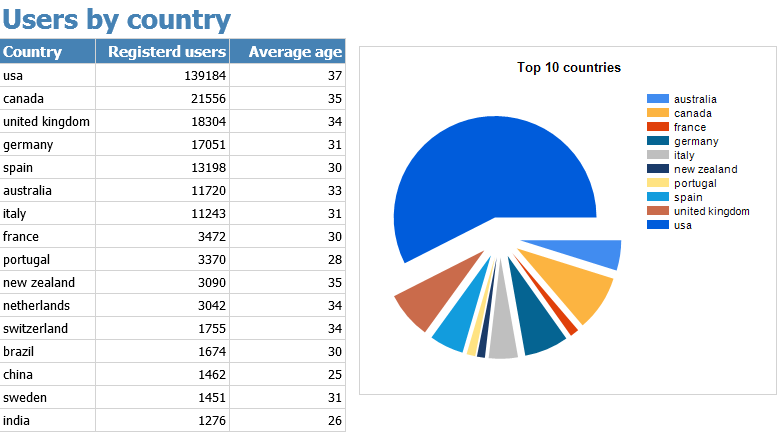 Users by country
Country Registerd users Average age
usa 139184 37
canada 21556 35
united kingdom 18304 34
germany 17051 31
spain 13198 30
australia 11720 33
italy 11243 31
france 3472 30
portugal 3370 28
new zealand 3090 35
netherlands 3042 34
switzerland 1755 34
brazil 1674 30
china 1462 25
sweden 1451 31
india 1276 26
Top 10 countries
australia
canada
france
germany
italy
new zealand
portugal
spain
united kingdom
usa